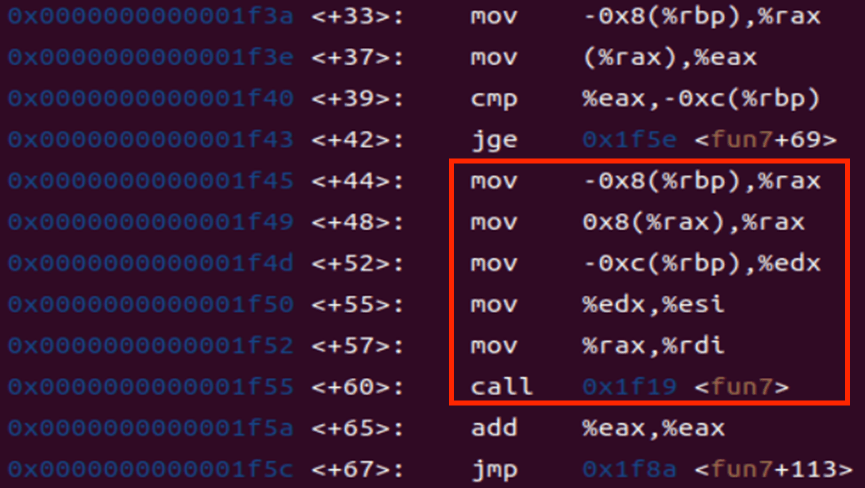 0x0000000000001f3a <+33>: mov -0x8(%rbp),%rax
0x0000000000001f3e <+37>: mov (%rax),%eax
0x0000000000001f40 <+39>: cmp %eax,-0xc(%rbp)
0x0000000000001f43 <+42>: jge 0x1f5e <fun7+69>
0x0000000000001f45 <+44>: mov -0x8(%rbp),%rax
0x0000000000001f49 <+48>: mov 0x8(%rax),%rax
0x0000000000001f4d <+52>: mov -0xc(%rbp),%edx
0x0000000000001f50 <+55>: mov %edx,%esi
0x0000000000001f52 <+57>: mov %rax,%rdi
0x0000000000001f55 <+60>: call 0x1f19 <fun7>
0x0000000000001f5a <+65>: add %eax,%eax
0x0000000000001f5c <+67>: jmp 0x1f8a <fun7+113>